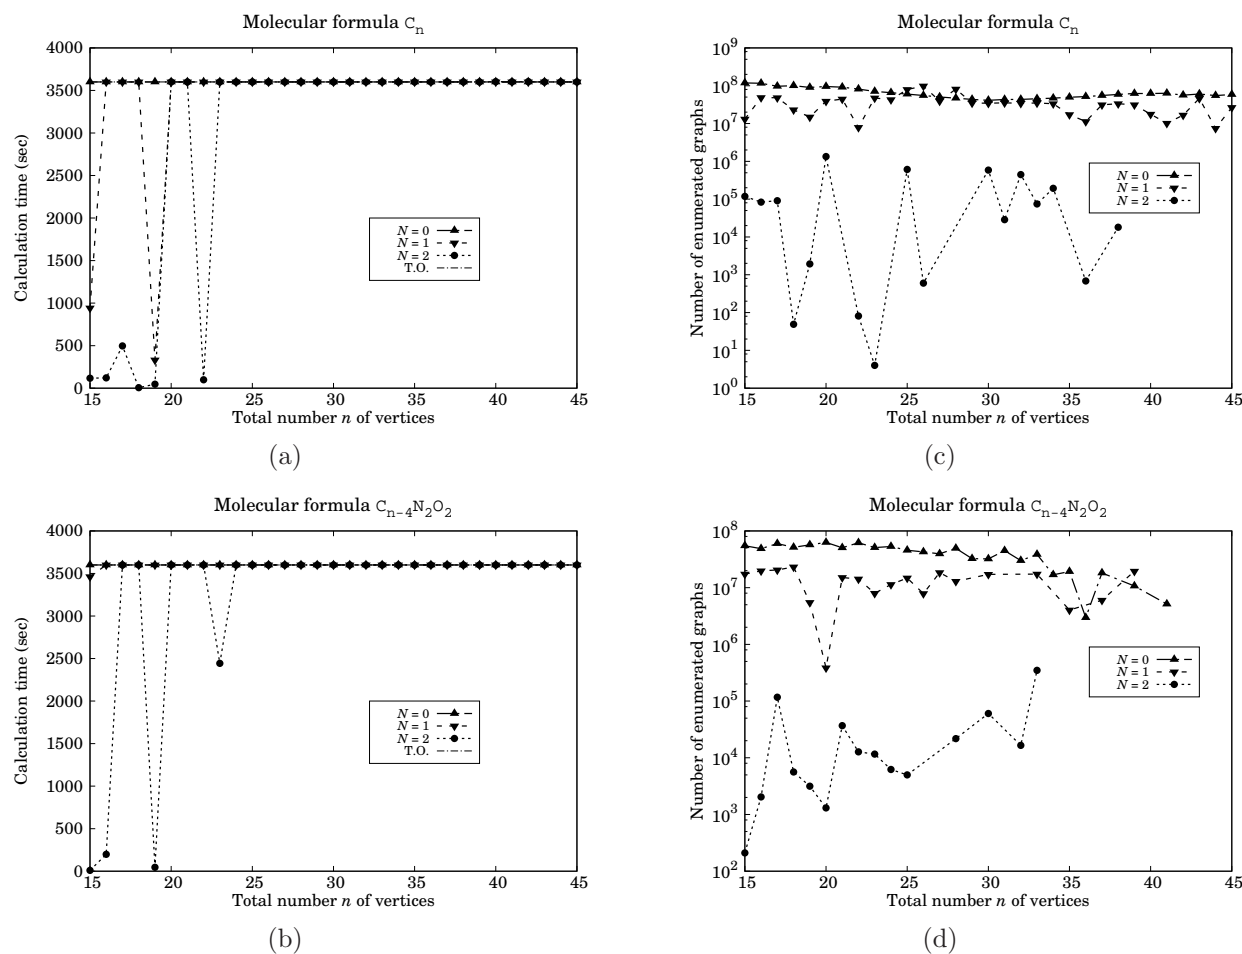 Molecular formula Cₙ
Calculation time (sec)
4000
3500
3000
2500
2000
1500
1000
500
0
N = 0
N = 1
N = 2
T.O.
15 20 25 30 35 40 45
Total number n of vertices
(a)
Molecular formula Cₙ
Number of enumerated graphs
10⁹
10⁸
10⁷
10⁶
10⁵
10⁴
10³
10²
10¹
10⁰
N = 0
N = 1
N = 2
15 20 25 30 35 40 45
Total number n of vertices
(c)
Molecular formula Cₙ₋₄N₂O₂
Calculation time (sec)
4000
3500
3000
2500
2000
1500
1000
500
0
N = 0
N = 1
N = 2
T.O.
15 20 25 30 35 40 45
Total number n of vertices
(b)
Molecular formula Cₙ₋₄N₂O₂
Number of enumerated graphs
10⁸
10⁷
10⁶
10⁵
10⁴
10³
10²
N = 0
N = 1
N = 2
15 20 25 30 35 40 45
Total number n of vertices
(d)